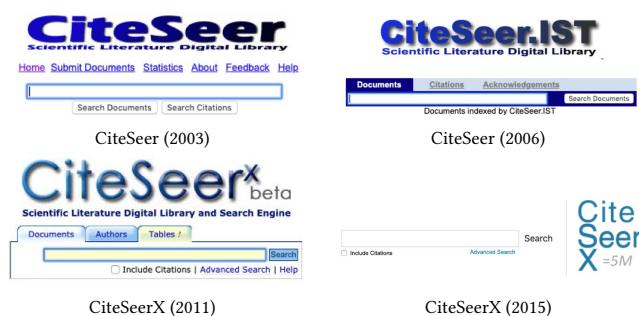 CiteSeer
Scientific Literature Digital Library
Home Submit Documents Statistics About Feedback Help
Search Documents Search Citations
CiteSeer (2003)
CiteSeer.IST
Scientific Literature Digital Library
Documents Citations Acknowledgements
Search Documents
Documents indexed by CiteSeer.IST
CiteSeer (2006)
CiteSeerX beta
Scientific Literature Digital Library and Search Engine
Documents Authors Tables !
Search
Include Citations | Advanced Search | Help
CiteSeerX (2011)
Search
Include Citations Advanced Search
Cite
Seer
X =5M
CiteSeerX (2015)